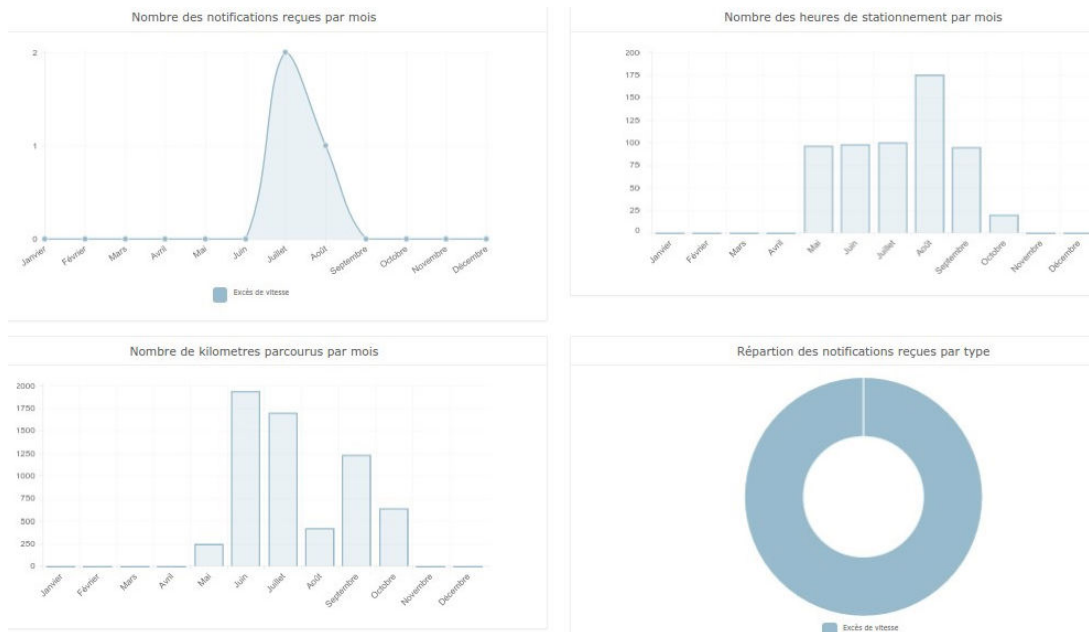 Nombre des notifications reçues par mois
2
1
0
Janvier
Février
Mars
Avril
Mai
Juin
Juillet
Août
Septembre
Octobre
Novembre
Décembre
Excès de vitesse
Nombre des heures de stationnement par mois
200
175
150
125
100
75
50
25
0
Janvier
Février
Mars
Avril
Mai
Juin
Juillet
Août
Septembre
Octobre
Novembre
Décembre
Nombre de kilometres parcourus par mois
2000
1750
1500
1250
1000
750
500
250
0
Janvier
Février
Mars
Avril
Mai
Juin
Juillet
Août
Septembre
Octobre
Novembre
Décembre
Répartion des notifications reçues par type
Excès de vitesse